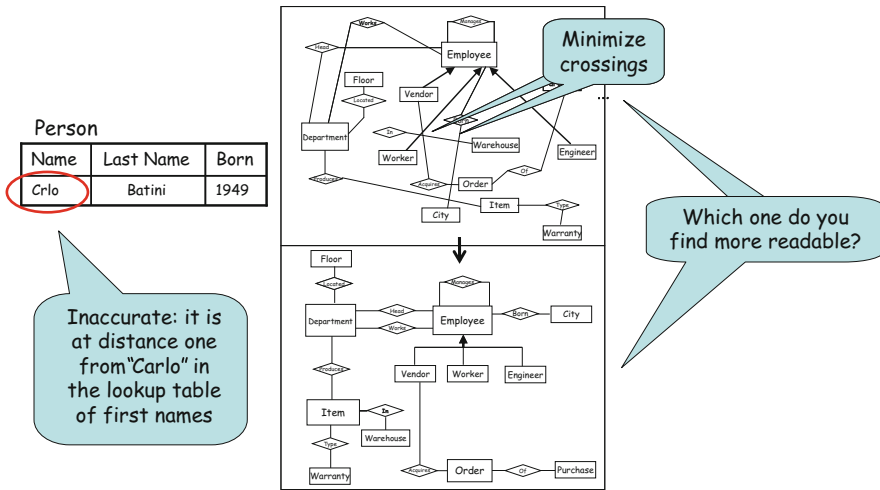 Person
Name Last Name Born
Crlo Batini 1949
Inaccurate: it is
at distance one
from"Carlo" in
the lookup table
of first names
Works
Manages
Head
Employee
Minimize
crossings
Floor
Located
Vendor
...
Department
In
Warehouse
Worker
Engineer
Produces
Acquires
Order
Of
Item
Type
City
Warranty
Which one do you
find more readable?
Floor
Located
Manages
Department
Head
Works
Employee
Born
City
Produces
Vendor
Worker
Engineer
Item
In
Warehouse
Type
Warranty
Acquires
Order
Of
Purchase